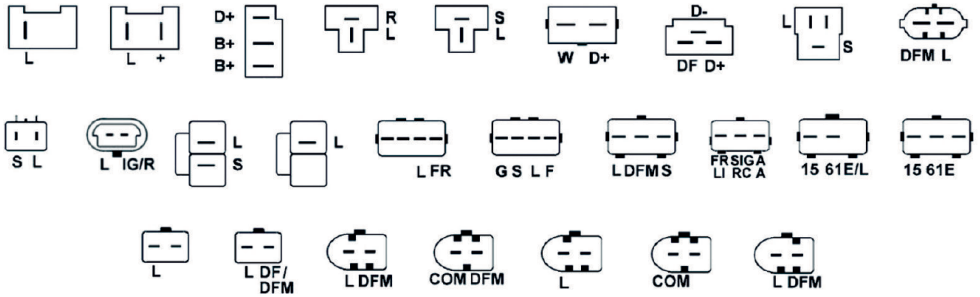 L
L +
D+
B+
B+
R
L
S
L
W D+
D-
DF D+
L
S
DFM L
S L
L IG/R
L
S
L
L FR
G S L F
L DFM S
FR SIG A
LI RC A
15 61E/L
15 61E
L
L DF/
DFM
L DFM
COM DFM
L
COM
L DFM